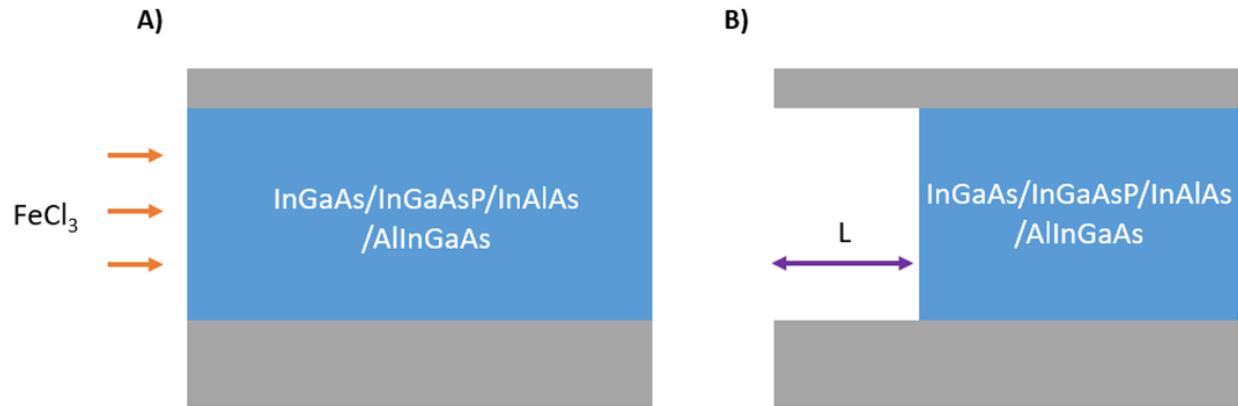 A)
B)
FeCl₃
InGaAs/InGaAsP/InAlAs
/AlInGaAs
L
InGaAs/InGaAsP/InAlAs
/AlInGaAs